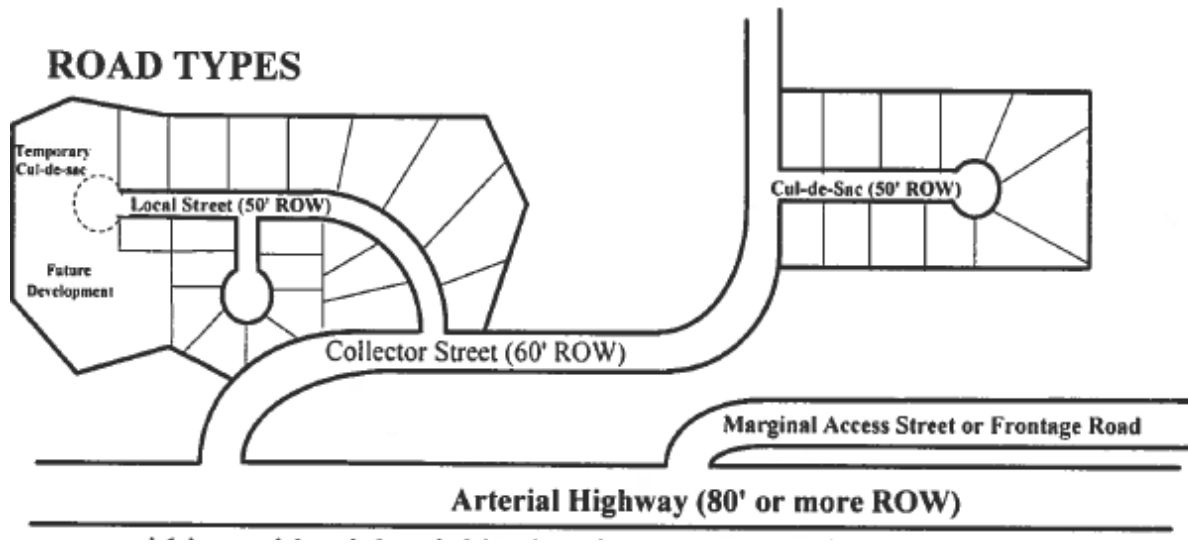 ROAD TYPES
Temporary
Cul-de-sac
Local Street (50' ROW)
Cul-de-Sac (50' ROW)
Future
Development
Collector Street (60' ROW)
Marginal Access Street or Frontage Road
Arterial Highway (80' or more ROW)